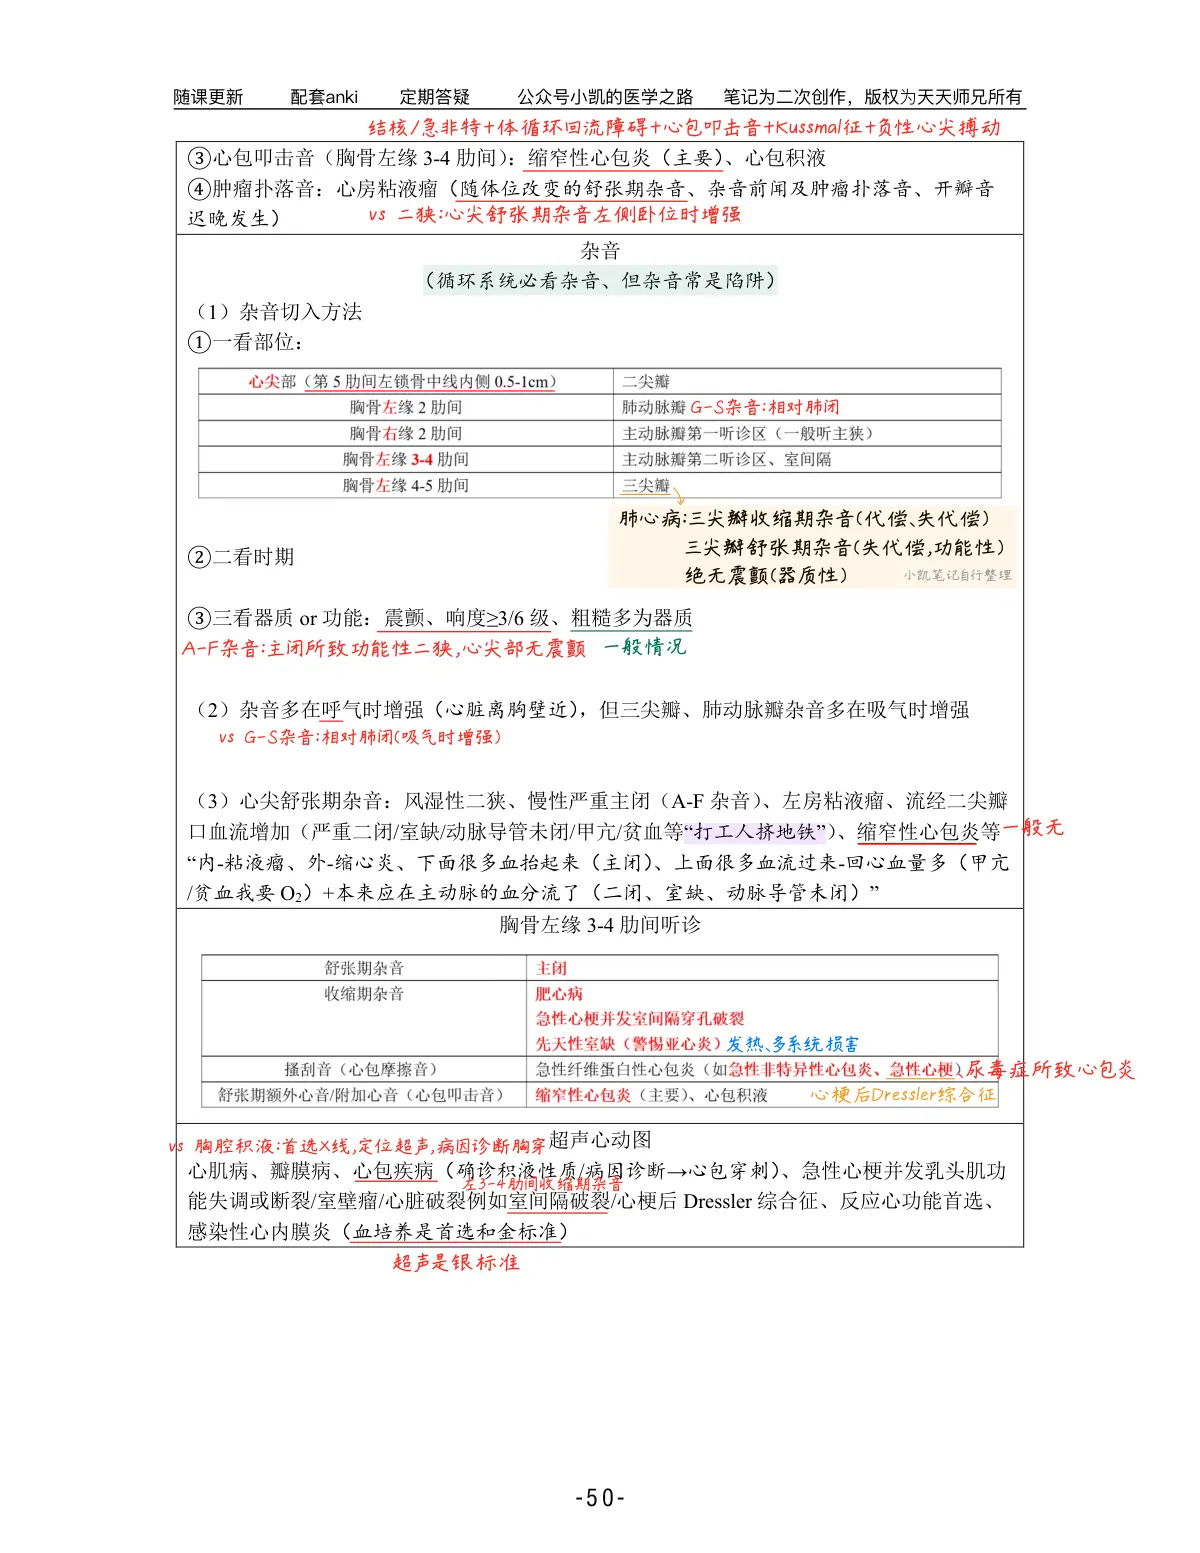 随课更新 配套anki 定期答疑 公众号小凯的医学之路 笔记为二次创作，版权为天天师兄所有
结核/急非特+体循环回流障碍+心包叩击音+Kussmal征+负性心尖搏动
③心包叩击音（胸骨左缘 3-4 肋间）：缩窄性心包炎（主要）、心包积液
④肿瘤扑落音：心房粘液瘤（随体位改变的舒张期杂音、杂音前闻及肿瘤扑落音、开瓣音
迟晚发生）
vs 二狭:心尖舒张期杂音左侧卧位时增强
杂音
（循环系统必看杂音、但杂音常是陷阱）
（1）杂音切入方法
①一看部位：
心尖部（第 5 肋间左锁骨中线内侧 0.5-1cm） 二尖瓣
胸骨左缘 2 肋间 肺动脉瓣 G-S杂音:相对肺闭
胸骨右缘 2 肋间 主动脉瓣第一听诊区（一般听主狭）
胸骨左缘 3-4 肋间 主动脉瓣第二听诊区、室间隔
胸骨左缘 4-5 肋间 三尖瓣
肺心病:三尖瓣收缩期杂音(代偿、失代偿)
三尖瓣舒张期杂音(失代偿,功能性)
绝无震颤(器质性) 小凯笔记自行整理
②二看时期
③三看器质 or 功能：震颤、响度≥3/6 级、粗糙多为器质
A-F杂音:主闭所致功能性二狭,心尖部无震颤 一般情况
（2）杂音多在呼气时增强（心脏离胸壁近），但三尖瓣、肺动脉瓣杂音多在吸气时增强
vs G-S杂音:相对肺闭(吸气时增强)
（3）心尖舒张期杂音：风湿性二狭、慢性严重主闭（A-F 杂音）、左房粘液瘤、流经二尖瓣
口血流增加（严重二闭/室缺/动脉导管未闭/甲亢/贫血等“打工人挤地铁”）、缩窄性心包炎等 一般无
“内-粘液瘤、外-缩心炎、下面很多血抬起来（主闭）、上面很多血流过来-回心血量多（甲亢
/贫血我要 O₂）+本来应在主动脉的血分流了（二闭、室缺、动脉导管未闭）”
胸骨左缘 3-4 肋间听诊
舒张期杂音 主闭
收缩期杂音 肥心病
急性心梗并发室间隔穿孔破裂
先天性室缺（警惕亚心炎） 发热、多系统损害
搔刮音（心包摩擦音） 急性纤维蛋白性心包炎（如急性非特异性心包炎、急性心梗）、尿毒症所致心包炎
舒张期额外心音/附加心音（心包叩击音） 缩窄性心包炎（主要）、心包积液 心梗后Dressler综合征
vs 胸腔积液:首选X线,定位超声,病因诊断胸穿 超声心动图
心肌病、瓣膜病、心包疾病（确诊积液性质/病因诊断→心包穿刺）、急性心梗并发乳头肌功
左3-4肋间收缩期杂音
能失调或断裂/室壁瘤/心脏破裂例如室间隔破裂/心梗后 Dressler 综合征、反应心功能首选、
感染性心内膜炎（血培养是首选和金标准）
超声是银标准
-50-